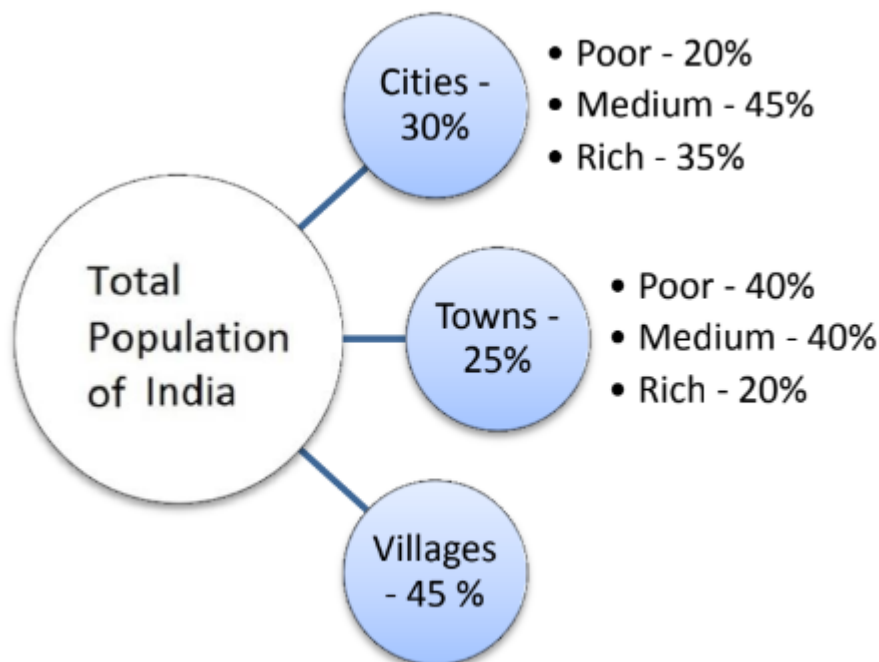 Total
Population
of India
Cities -
30%
• Poor - 20%
• Medium - 45%
• Rich - 35%
Towns -
25%
• Poor - 40%
• Medium - 40%
• Rich - 20%
Villages
- 45 %